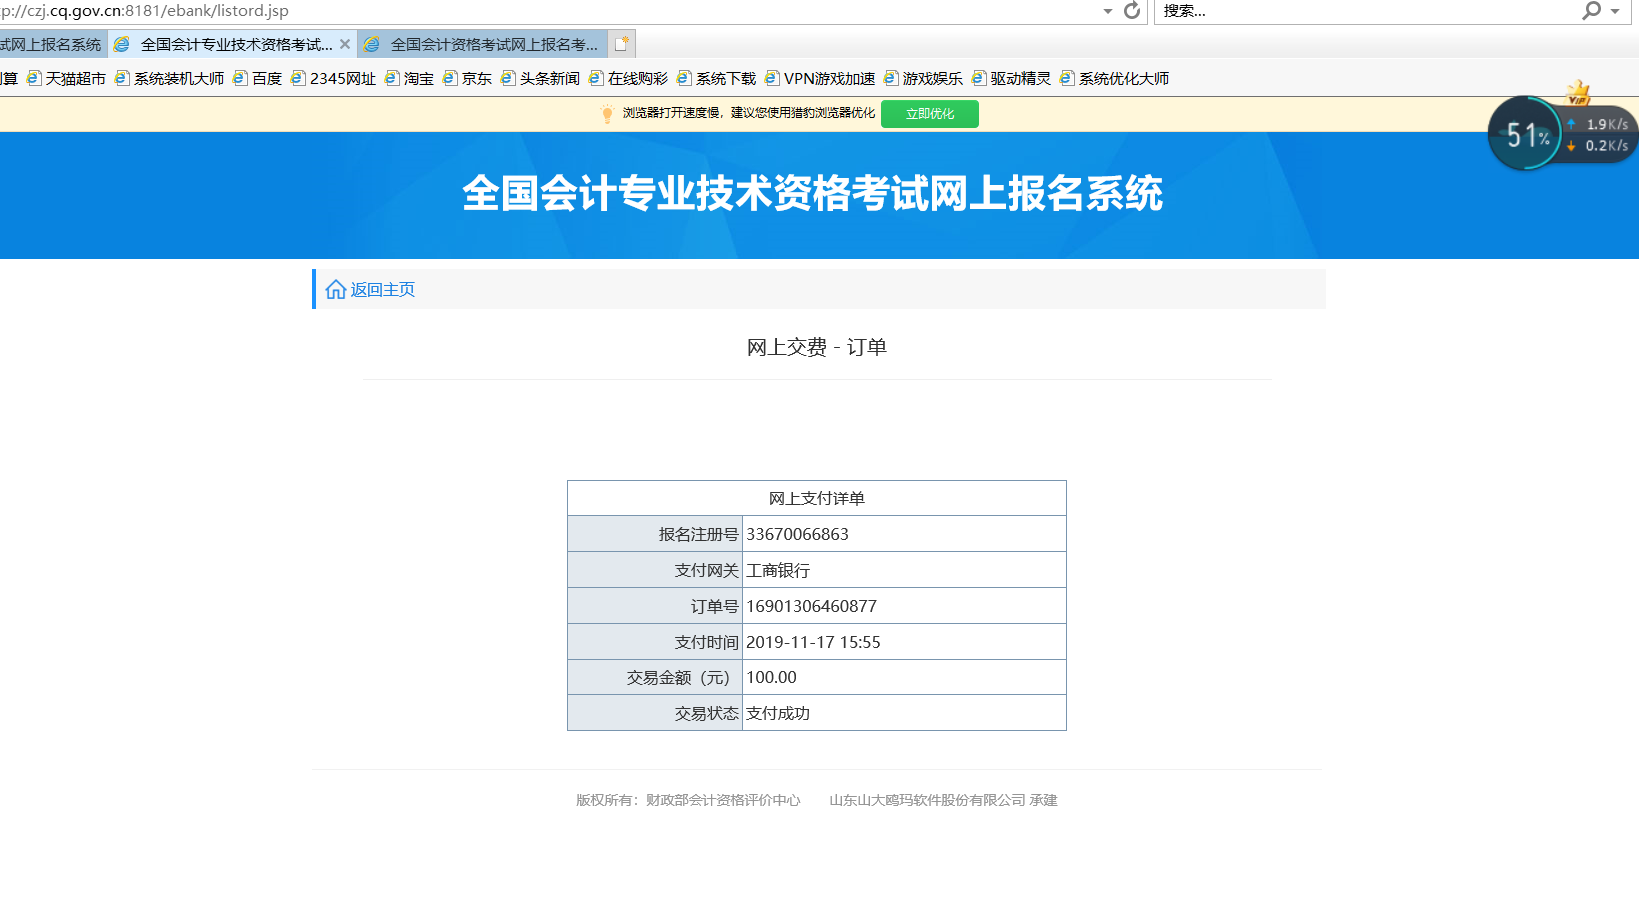 p://czj.cq.gov.cn:8181/ebank/listord.jsp
搜索...
试网上报名系统
全国会计专业技术资格考试...
全国会计资格考试网上报名考...
算 天猫超市 系统装机大师 百度 2345网址 淘宝 京东 头条新闻 在线购彩 系统下载 VPN游戏加速 游戏娱乐 驱动精灵 系统优化大师
浏览器打开速度慢，建议您使用猎豹浏览器优化 立即优化
VIP
51%
1.9K/s
0.2K/s
全国会计专业技术资格考试网上报名系统
返回主页
网上交费 - 订单
网上支付详单
报名注册号 33670066863
支付网关 工商银行
订单号 16901306460877
支付时间 2019-11-17 15:55
交易金额（元） 100.00
交易状态 支付成功
版权所有：财政部会计资格评价中心 山东山大鸥玛软件股份有限公司 承建